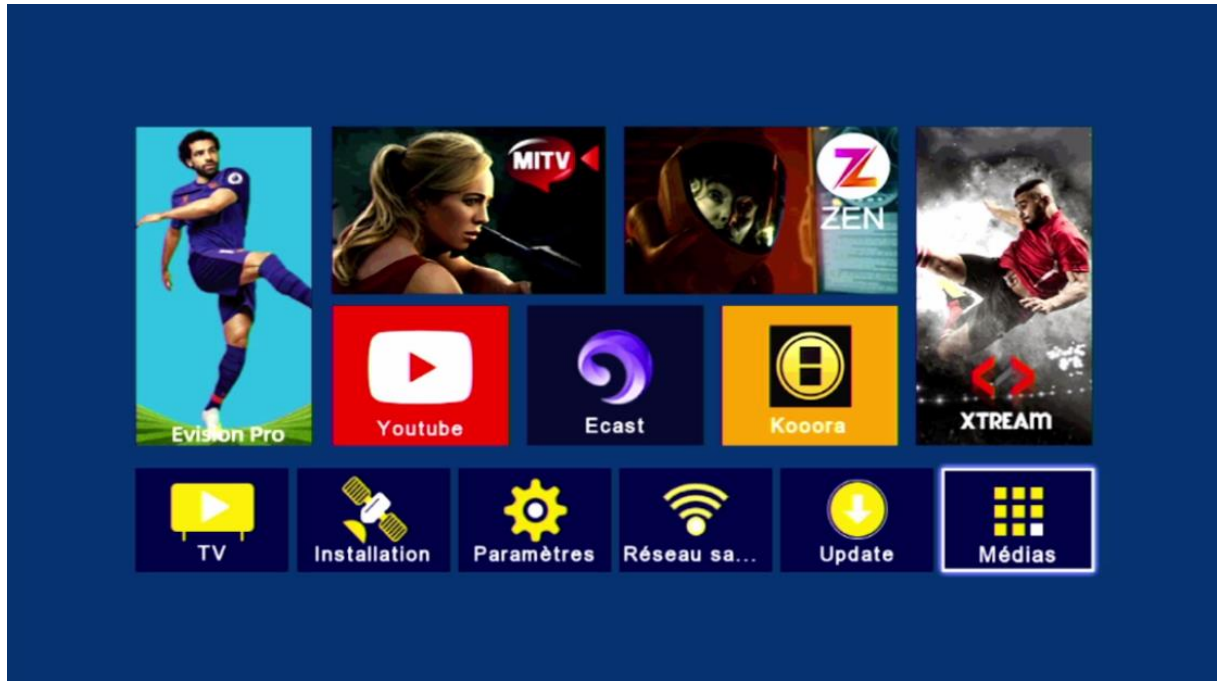 MITV
Z
ZEN
Evision Pro
Youtube
Ecast
Kooora
XTREAM
TV
Installation
Paramètres
Réseau sa...
Update
Médias